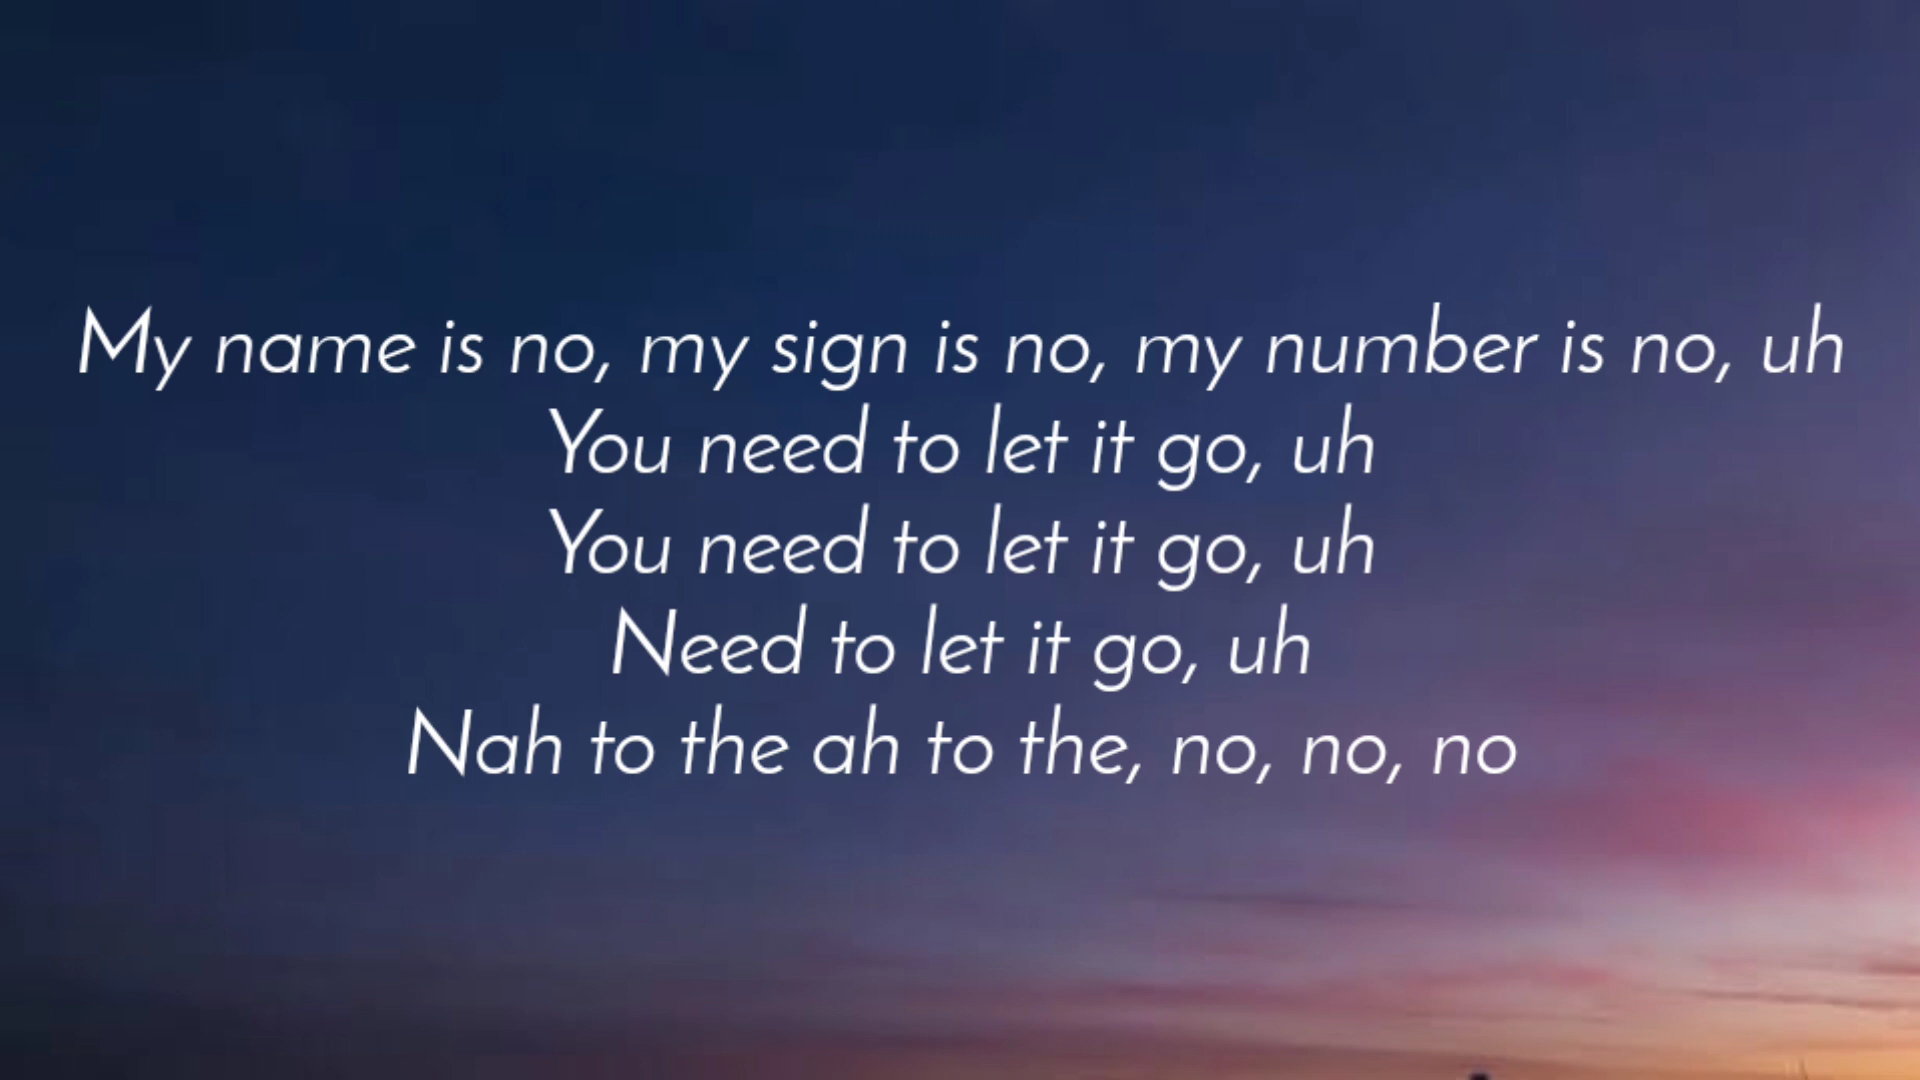 My name is no, my sign is no, my number is no, uh
You need to let it go, uh
You need to let it go, uh
Need to let it go, uh
Nah to the ah to the, no, no, no